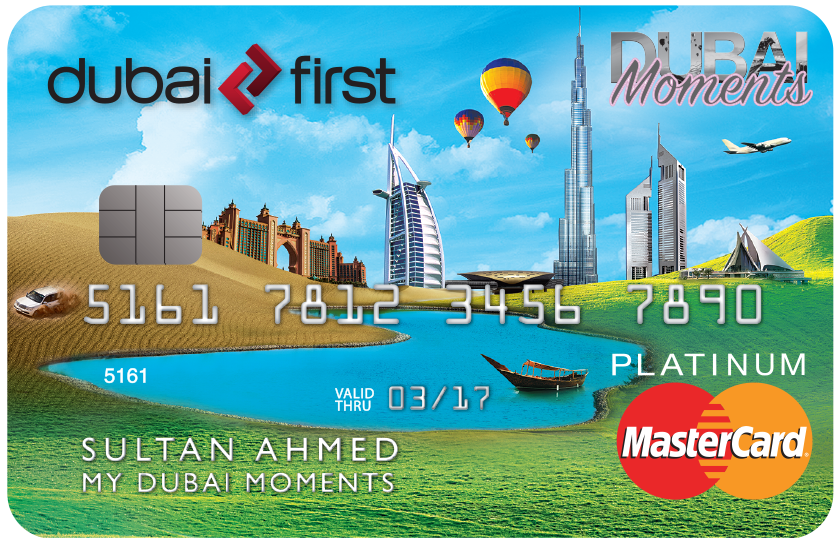 dubai first
DUBAI
Moments
5161 7812 3456 7890
5161
PLATINUM
VALID
THRU
03/17
MasterCard
SULTAN AHMED
MY DUBAI MOMENTS